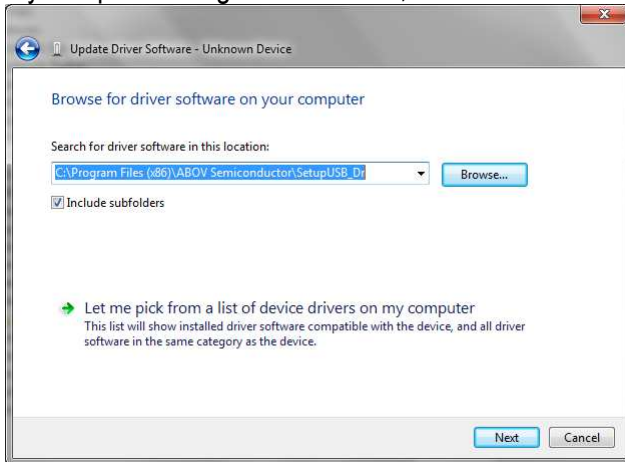 Update Driver Software - Unknown Device
Browse for driver software on your computer
Search for driver software in this location:
C:\Program Files (x86)\ABOV Semiconductor\SetupUSB_Dr
Browse...
Include subfolders
Let me pick from a list of device drivers on my computer
This list will show installed driver software compatible with the device, and all driver
software in the same category as the device.
Next
Cancel